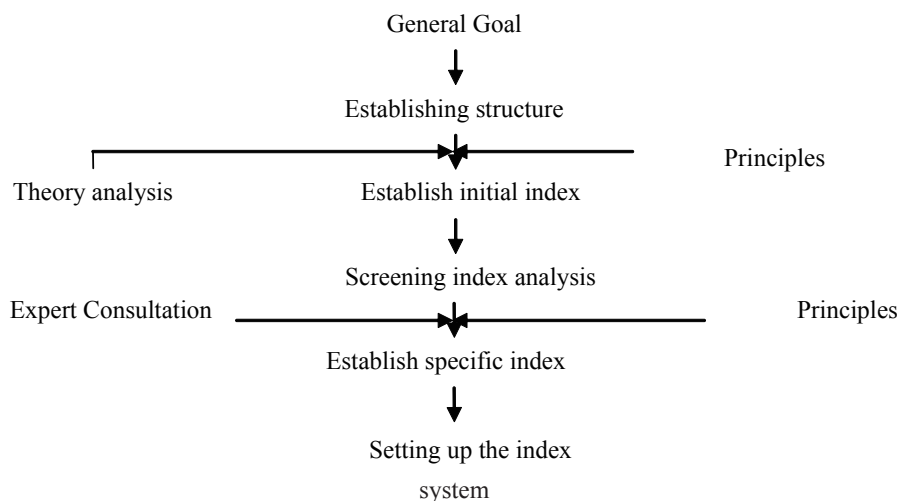 General Goal
Establishing structure
Principles
Theory analysis
Establish initial index
Screening index analysis
Expert Consultation
Principles
Establish specific index
Setting up the index
system